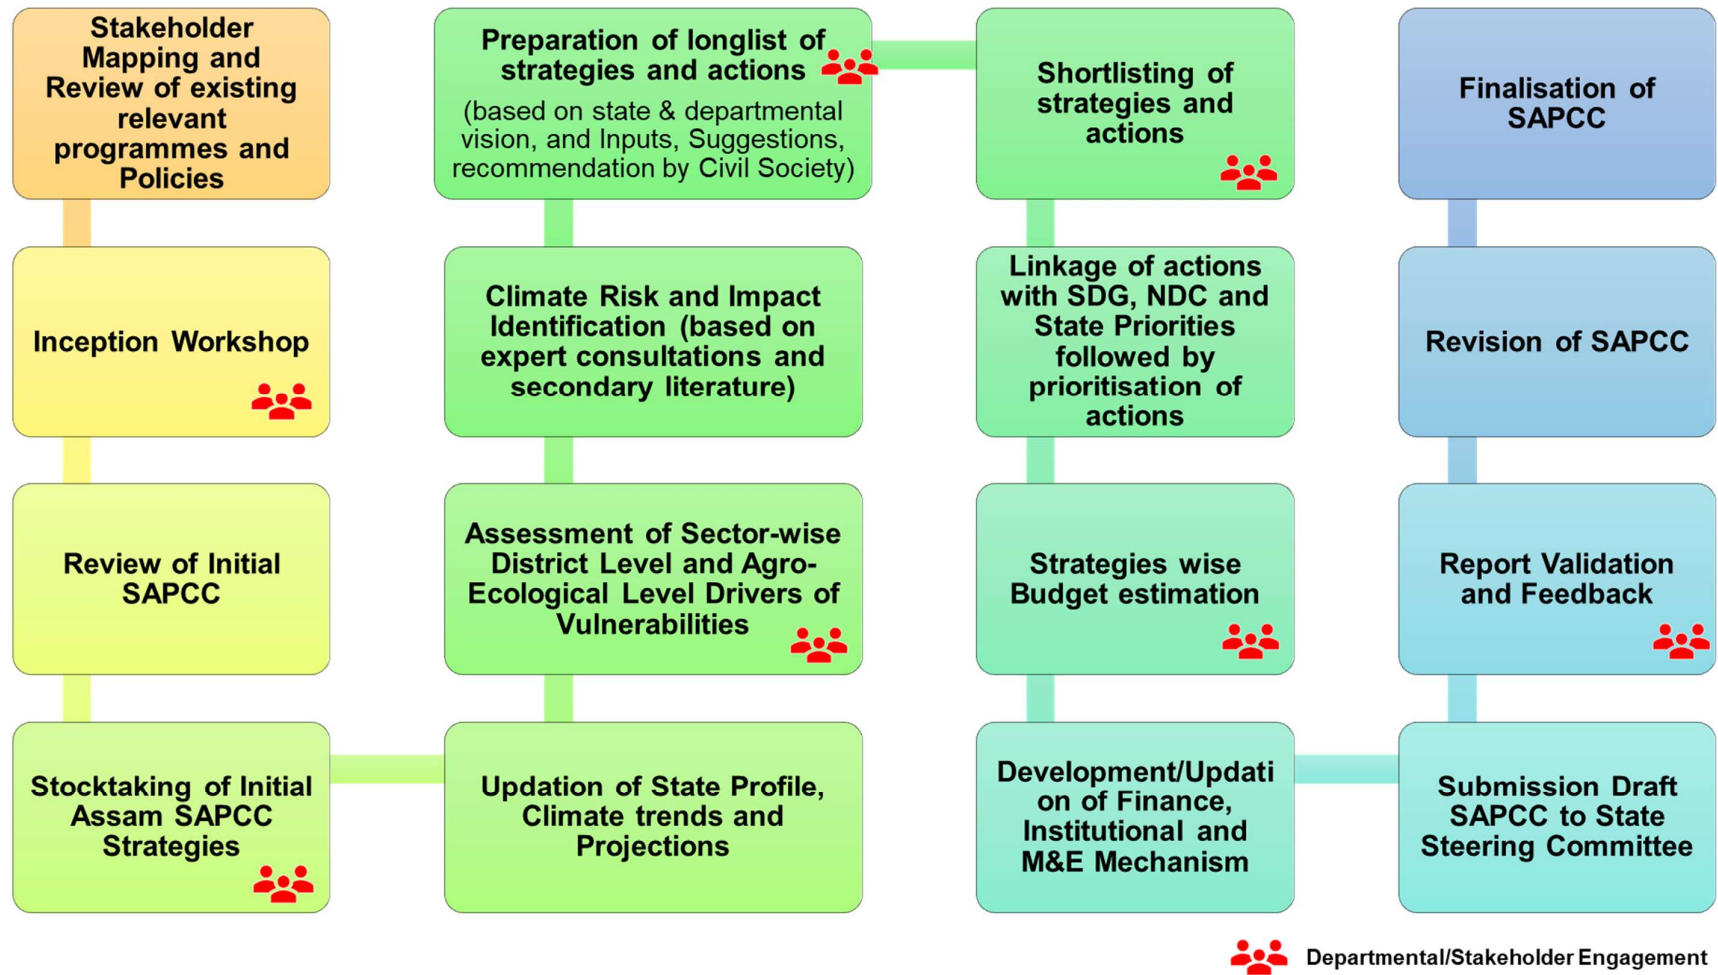 Stakeholder
Mapping and
Review of existing
relevant
programmes and
Policies
Inception Workshop
Review of Initial
SAPCC
Stocktaking of Initial
Assam SAPCC
Strategies
Updation of State Profile,
Climate trends and
Projections
Assessment of Sector-wise
District Level and Agro-
Ecological Level Drivers of
Vulnerabilities
Climate Risk and Impact
Identification (based on
expert consultations and
secondary literature)
Preparation of longlist of
strategies and actions
(based on state & departmental
vision, and Inputs, Suggestions,
recommendation by Civil Society)
Shortlisting of
strategies and
actions
Linkage of actions
with SDG, NDC and
State Priorities
followed by
prioritisation of
actions
Strategies wise
Budget estimation
Development/Updati
on of Finance,
Institutional and
M&E Mechanism
Submission Draft
SAPCC to State
Steering Committee
Report Validation
and Feedback
Revision of SAPCC
Finalisation of
SAPCC
Departmental/Stakeholder Engagement